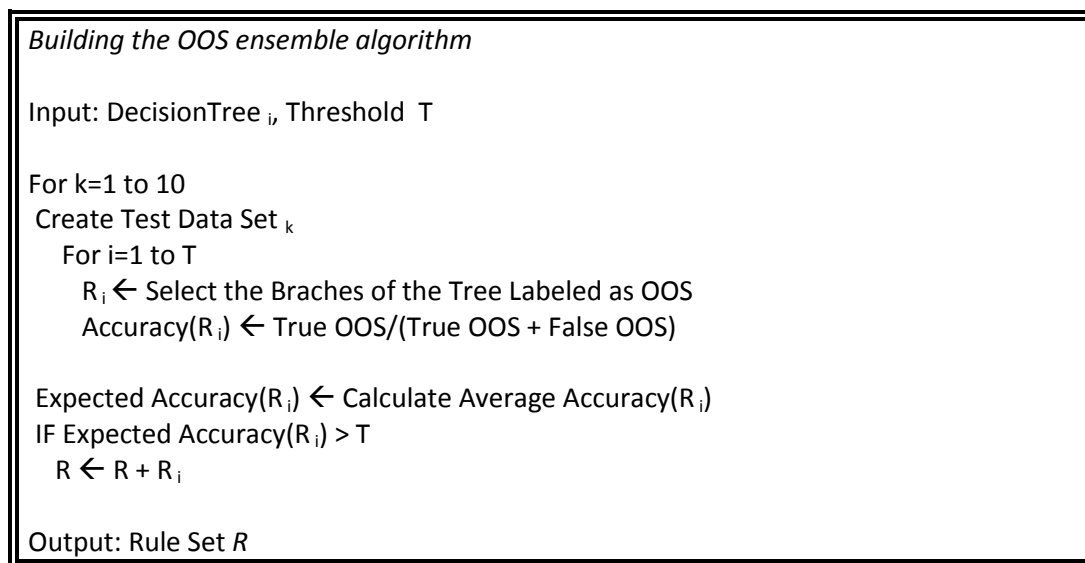 Building the OOS ensemble algorithm
Input: DecisionTree i, Threshold T
For k=1 to 10
Create Test Data Set k
For i=1 to T
R i ← Select the Braches of the Tree Labeled as OOS
Accuracy(R i) ← True OOS/(True OOS + False OOS)
Expected Accuracy(R i) ← Calculate Average Accuracy(R i)
IF Expected Accuracy(R i) > T
R ← R + R i
Output: Rule Set R